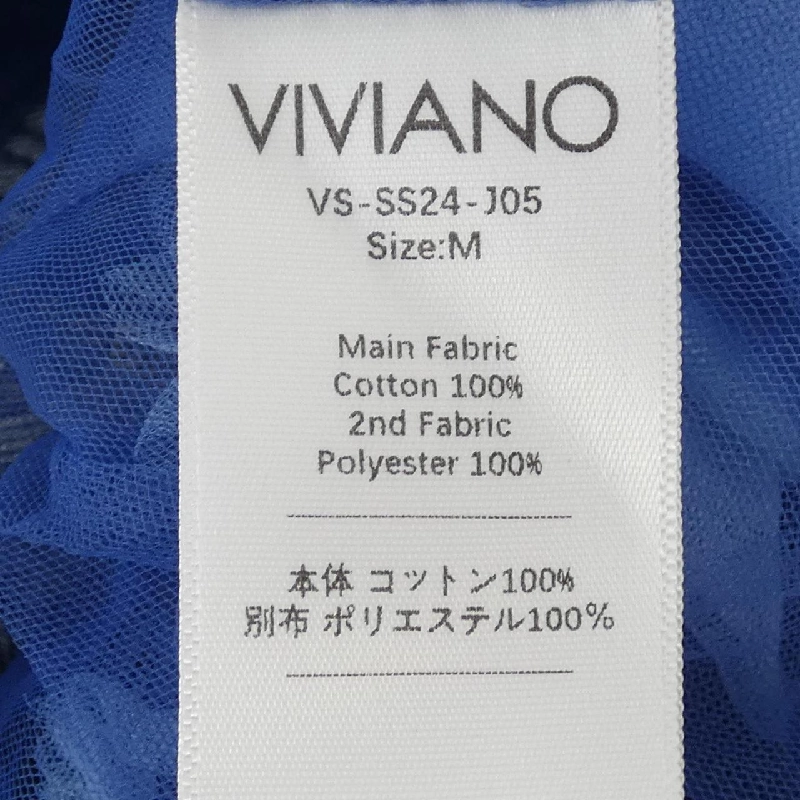 VIVIANO
VS-SS24-J05
Size:M
Main Fabric
Cotton 100%
2nd Fabric
Polyester 100%
本体 コットン100%
別布 ポリエステル100%